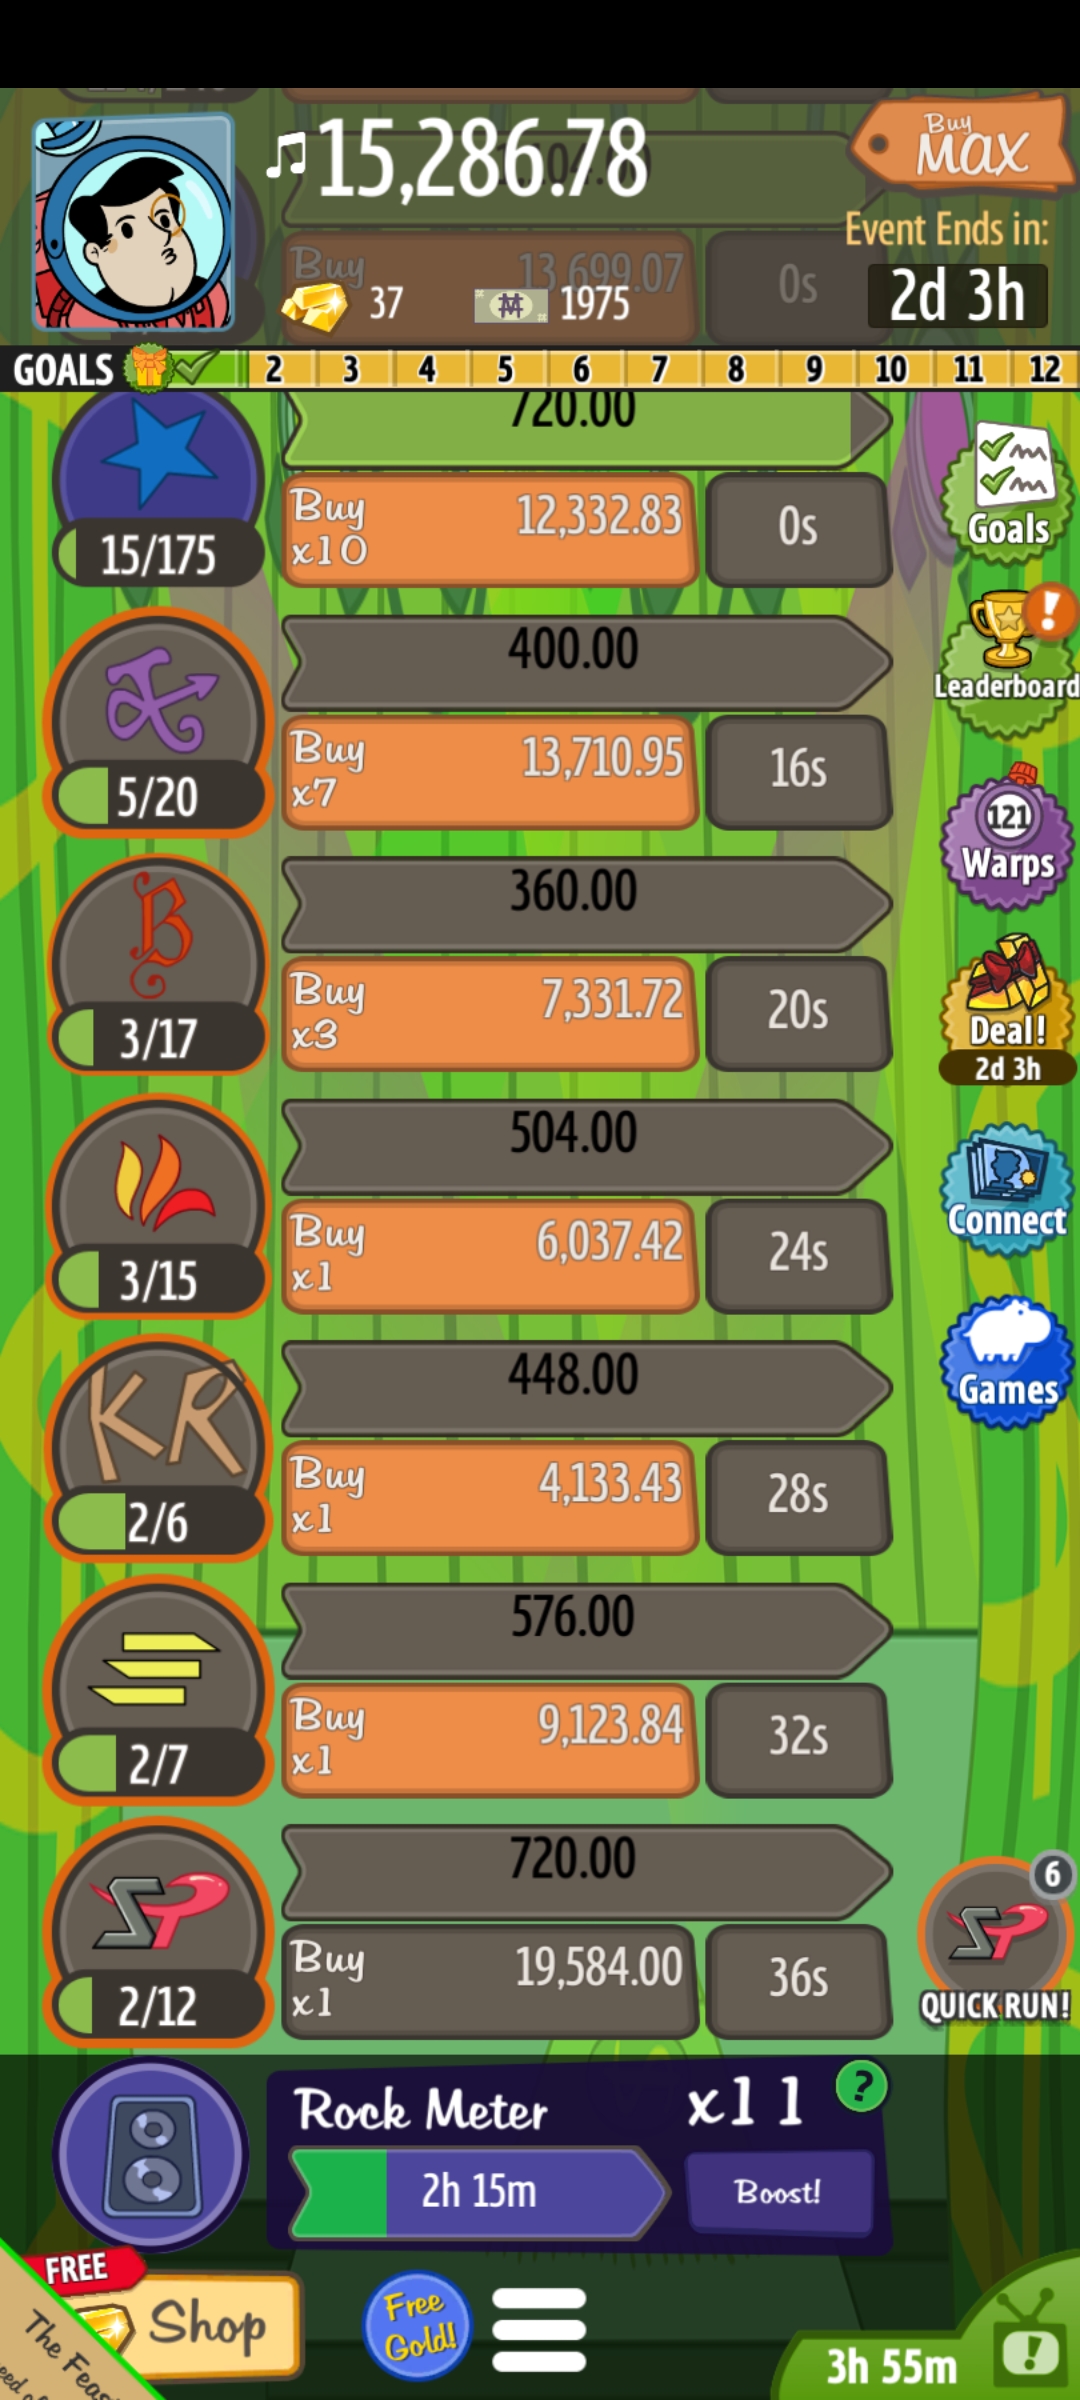 15,286.78
Buy
MAX
Event Ends in:
2d 3h
Buy 13,699.07
0s
37 1975
GOALS 2 3 4 5 6 7 8 9 10 11 12
720.00
15/175
Buy x10 12,332.83 0s
Goals
400.00
5/20
Buy x7 13,710.95 16s
Leaderboard
360.00
3/17
Buy x3 7,331.72 20s
121
Warps
Deal!
2d 3h
504.00
3/15
Buy x1 6,037.42 24s
Connect
448.00
KR
2/6
Buy x1 4,133.43 28s
Games
576.00
2/7
Buy x1 9,123.84 32s
720.00
SP
2/12
Buy x1 19,584.00 36s
6
SP
QUICK RUN!
Rock Meter x11 ?
2h 15m Boost!
FREE
Shop
The Feas
Free Gold!
3h 55m